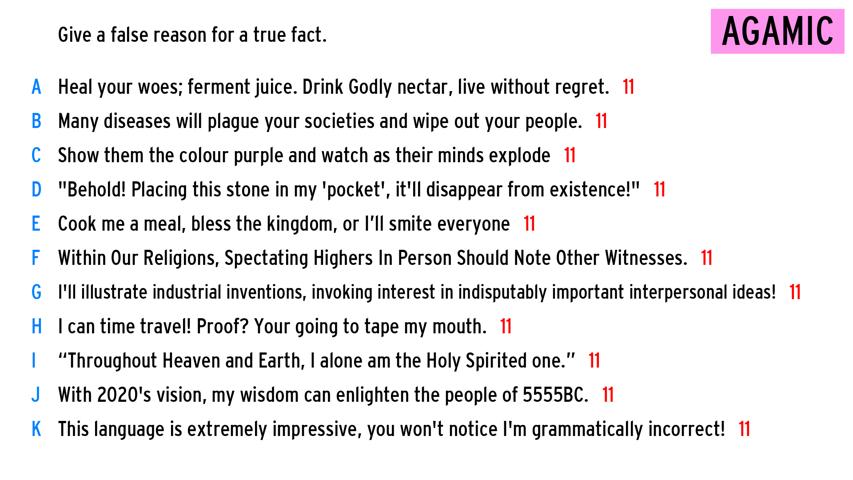 AGAMIC
Give a false reason for a true fact.
A Heal your woes; ferment juice. Drink Godly nectar, live without regret. 11
B Many diseases will plague your societies and wipe out your people. 11
C Show them the colour purple and watch as their minds explode 11
D "Behold! Placing this stone in my 'pocket', it'll disappear from existence!" 11
E Cook me a meal, bless the kingdom, or I’ll smite everyone 11
F Within Our Religions, Spectating Highers In Person Should Note Other Witnesses. 11
G I'll illustrate industrial inventions, invoking interest in indisputably important interpersonal ideas! 11
H I can time travel! Proof? Your going to tape my mouth. 11
I “Throughout Heaven and Earth, I alone am the Holy Spirited one.” 11
J With 2020's vision, my wisdom can enlighten the people of 5555BC. 11
K This language is extremely impressive, you won't notice I'm grammatically incorrect! 11